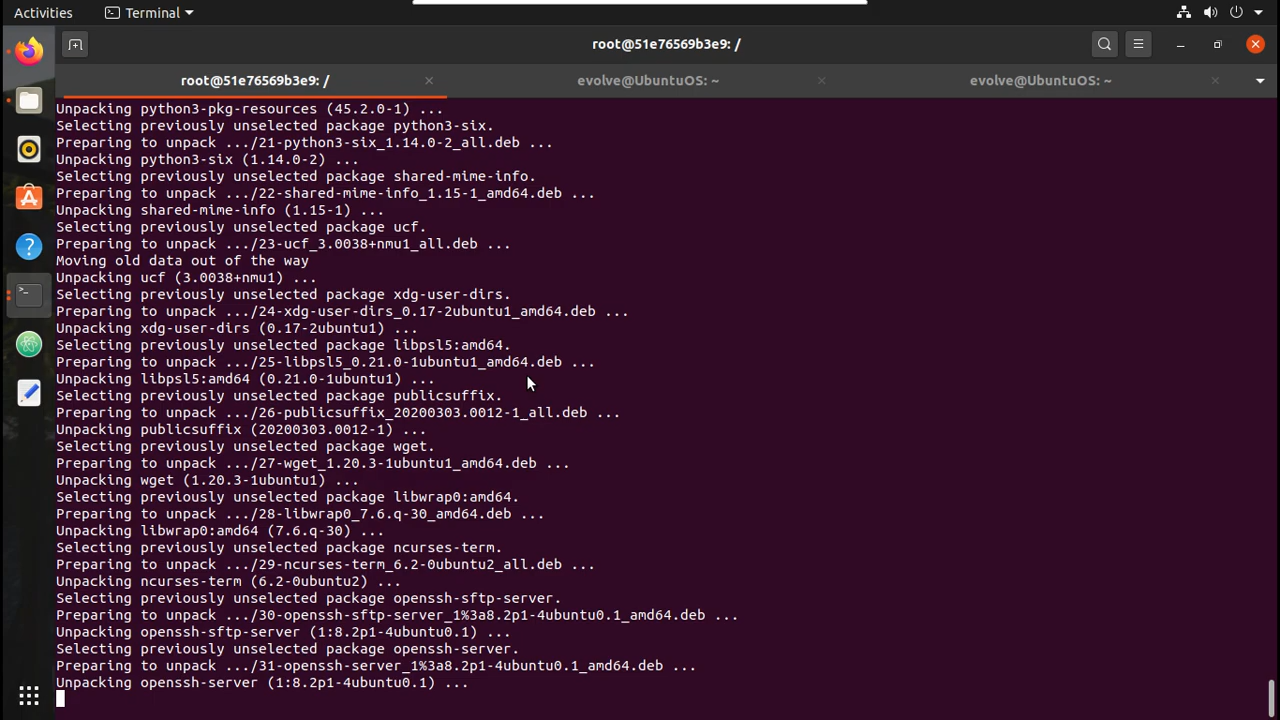 Activities
Terminal
root@51e76569b3e9: /
root@51e76569b3e9: /
evolve@UbuntuOS: ~
evolve@UbuntuOS: ~
Unpacking python3-pkg-resources (45.2.0-1) ...
Selecting previously unselected package python3-six.
Preparing to unpack .../21-python3-six_1.14.0-2_all.deb ...
Unpacking python3-six (1.14.0-2) ...
Selecting previously unselected package shared-mime-info.
Preparing to unpack .../22-shared-mime-info_1.15-1_amd64.deb ...
Unpacking shared-mime-info (1.15-1) ...
Selecting previously unselected package ucf.
Preparing to unpack .../23-ucf_3.0038+nmu1_all.deb ...
Moving old data out of the way
Unpacking ucf (3.0038+nmu1) ...
Selecting previously unselected package xdg-user-dirs.
Preparing to unpack .../24-xdg-user-dirs_0.17-2ubuntu1_amd64.deb ...
Unpacking xdg-user-dirs (0.17-2ubuntu1) ...
Selecting previously unselected package libpsl5:amd64.
Preparing to unpack .../25-libpsl5_0.21.0-1ubuntu1_amd64.deb ...
Unpacking libpsl5:amd64 (0.21.0-1ubuntu1) ...
Selecting previously unselected package publicsuffix.
Preparing to unpack .../26-publicsuffix_20200303.0012-1_all.deb ...
Unpacking publicsuffix (20200303.0012-1) ...
Selecting previously unselected package wget.
Preparing to unpack .../27-wget_1.20.3-1ubuntu1_amd64.deb ...
Unpacking wget (1.20.3-1ubuntu1) ...
Selecting previously unselected package libwrap0:amd64.
Preparing to unpack .../28-libwrap0_7.6.q-30_amd64.deb ...
Unpacking libwrap0:amd64 (7.6.q-30) ...
Selecting previously unselected package ncurses-term.
Preparing to unpack .../29-ncurses-term_6.2-0ubuntu2_all.deb ...
Unpacking ncurses-term (6.2-0ubuntu2) ...
Selecting previously unselected package openssh-sftp-server.
Preparing to unpack .../30-openssh-sftp-server_1%3a8.2p1-4ubuntu0.1_amd64.deb ...
Unpacking openssh-sftp-server (1:8.2p1-4ubuntu0.1) ...
Selecting previously unselected package openssh-server.
Preparing to unpack .../31-openssh-server_1%3a8.2p1-4ubuntu0.1_amd64.deb ...
Unpacking openssh-server (1:8.2p1-4ubuntu0.1) ...